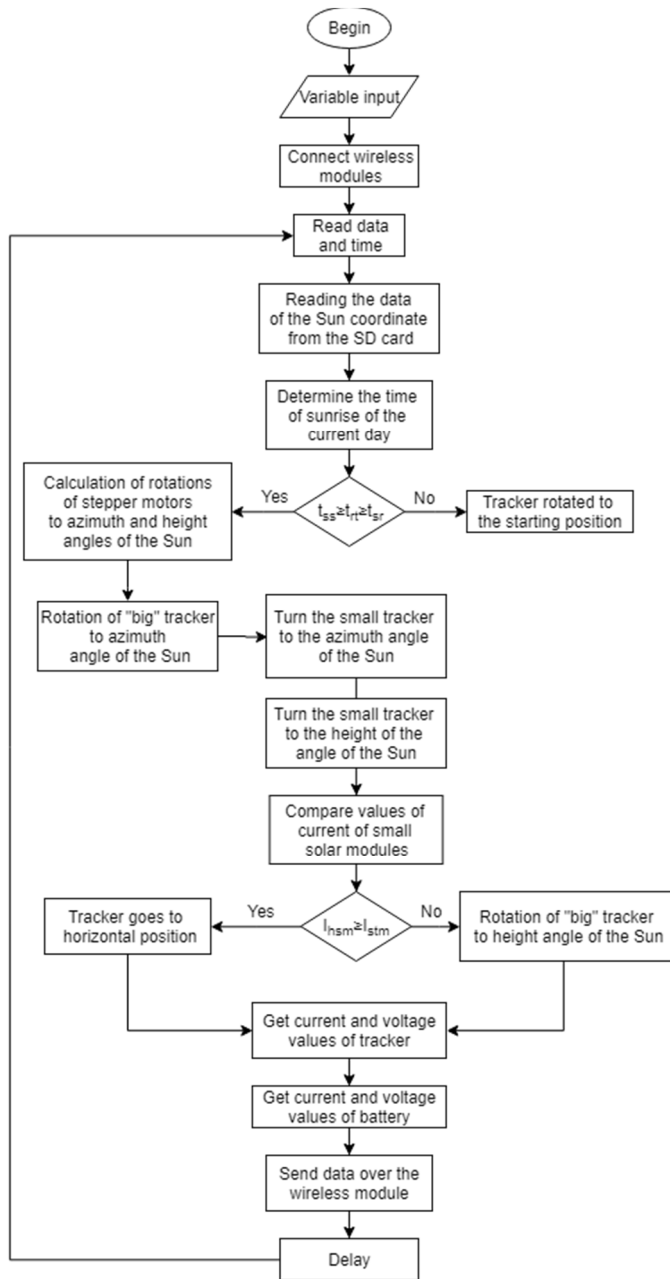 Begin
Variable input
Connect wireless
modules
Read data
and time
Reading the data
of the Sun coordinate
from the SD card
Determine the time
of sunrise of the
current day
Calculation of rotations
of stepper motors
to azimuth and height
angles of the Sun
Yes
t_ss≥t_rt≥t_sr
No
Tracker rotated to
the starting position
Rotation of "big" tracker
to azimuth
angle of the Sun
Turn the small tracker
to the azimuth angle
of the Sun
Turn the small tracker
to the height of the
angle of the Sun
Compare values of
current of small
solar modules
Tracker goes to
horizontal position
Yes
I_hsm≥I_stm
No
Rotation of "big" tracker
to height angle of the Sun
Get current and voltage
values of tracker
Get current and voltage
values of battery
Send data over the
wireless module
Delay